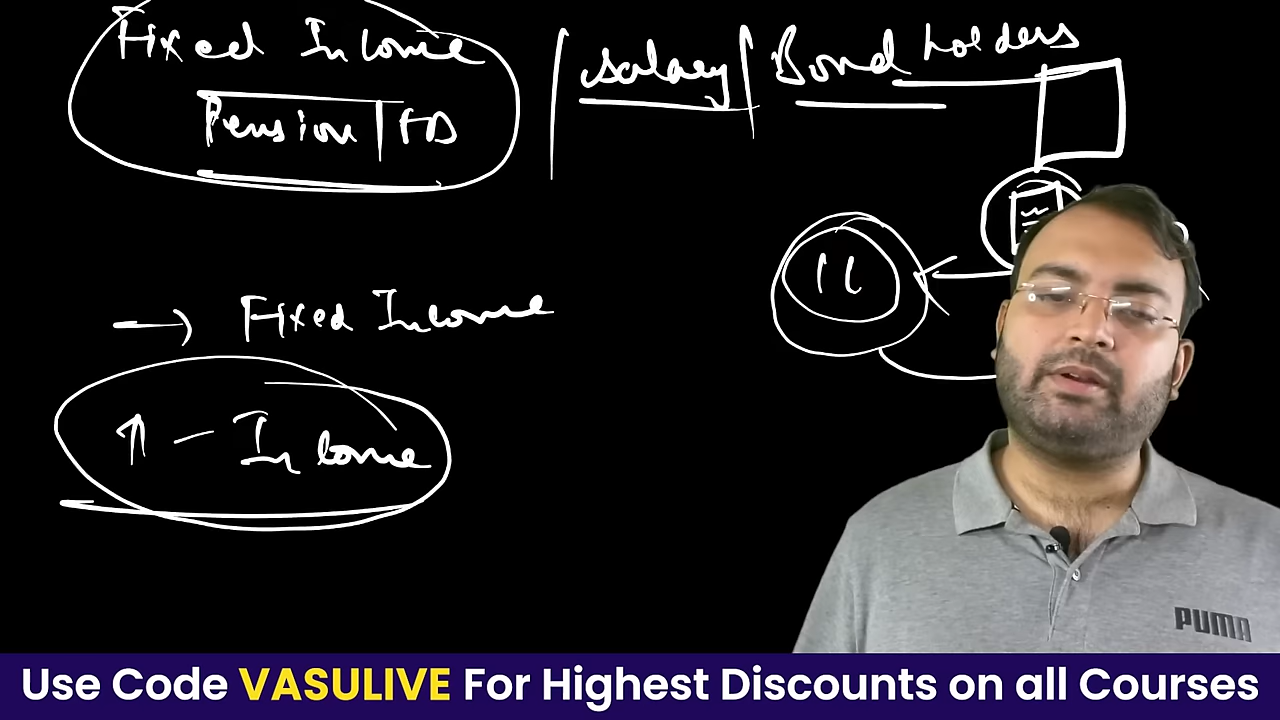 Fixed Income | Salary | Bond holders
Pension | FD
11
→ Fixed Income
↑ - Income
PUMA
Use Code VASULIVE For Highest Discounts on all Courses